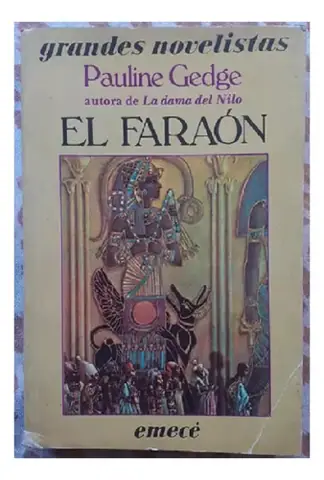 grandes novelistas
Pauline Gedge
autora de La dama del Nilo
EL FARAÓN
emecé